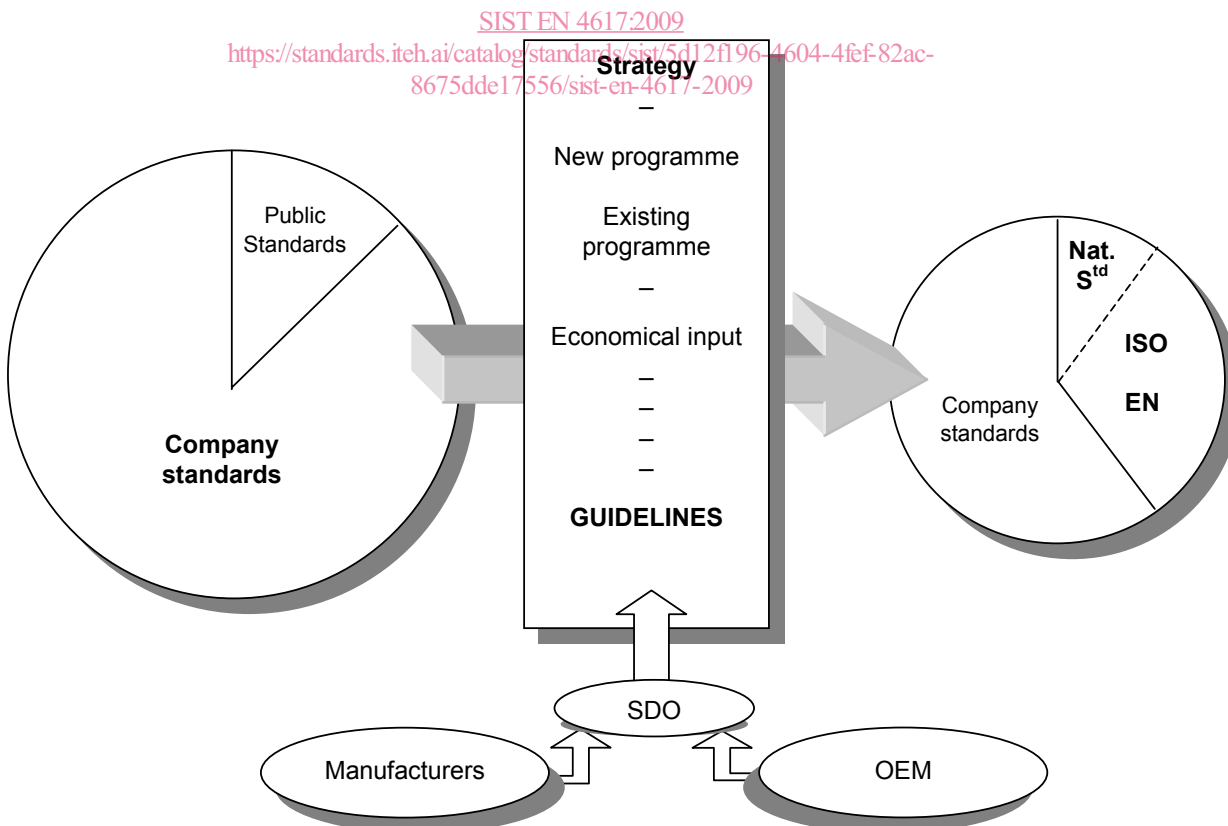 SIST EN 4617:2009
https://standards.iteh.ai/catalog/standards/sist/5d12f196-4604-4fef-82ac-
8675dde17556/sist-en-4617-2009
Strategy
–
New programme
Existing
programme
–
Economical input
–
–
–
–
GUIDELINES
Public
Standards
Company
standards
Nat.
Std
ISO
EN
Company
standards
SDO
Manufacturers
OEM